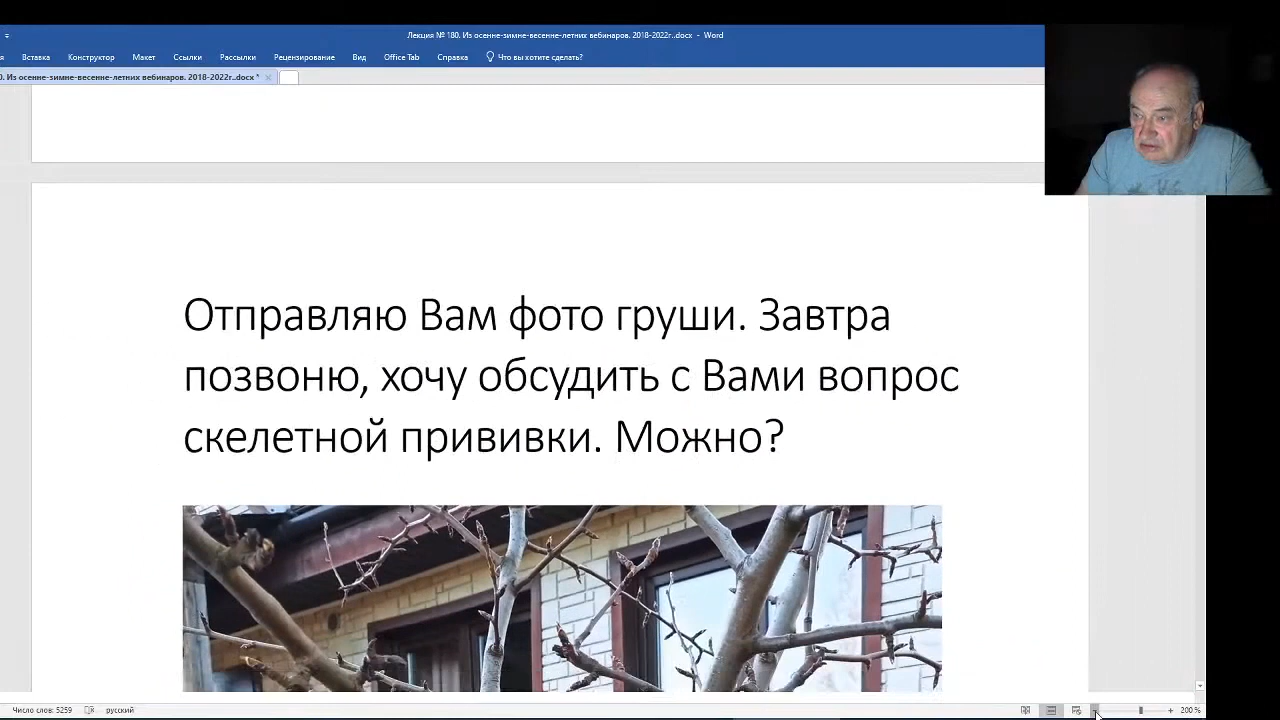 Лекция № 180. Из осенне-зимне-весенне-летних вебинаров. 2018-2022г..docx - Word
Вставка Конструктор Макет Ссылки Рассылки Рецензирование Вид Office Tab Справка Что вы хотите сделать?
0. Из осенне-зимне-весенне-летних вебинаров. 2018-2022г..docx *
Отправляю Вам фото груши. Завтра
позвоню, хочу обсудить с Вами вопрос
скелетной прививки. Можно?
Число слов: 5259 русский 200 %